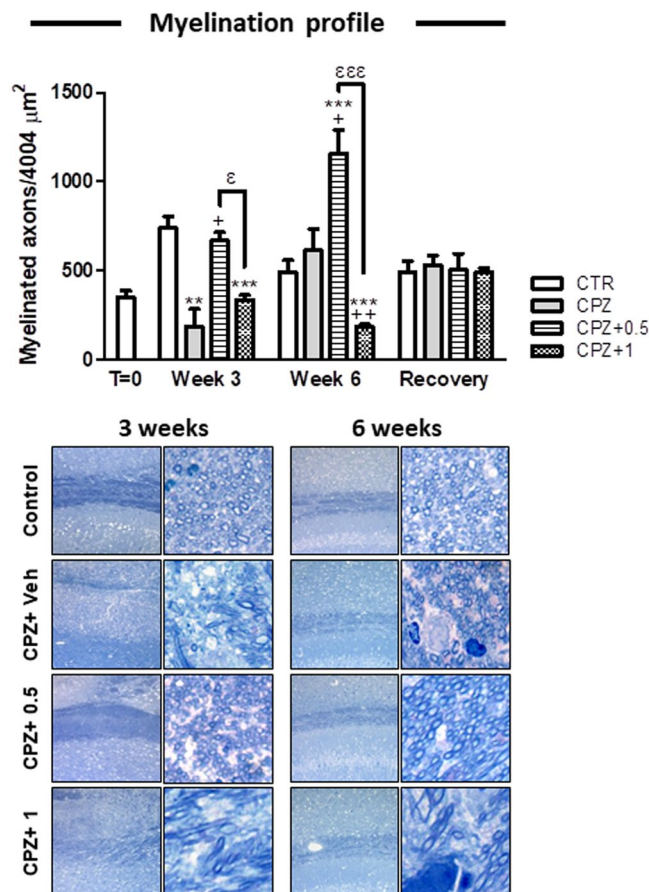 Myelination profile
Myelinated axons/4004 μm²
1500
1000
500
0
εεε
***
+
ε
+
**
***
***
++
T=0 Week 3 Week 6 Recovery
CTR
CPZ
CPZ+0.5
CPZ+1
3 weeks 6 weeks
Control
CPZ+ Veh
CPZ+ 0.5
CPZ+ 1